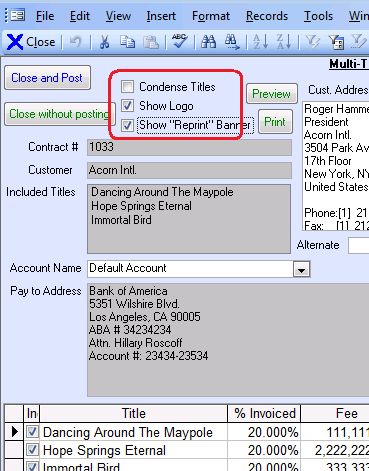 Edit View Insert Format Records Tools Window
Close
Multi-T
Close and Post
Condense Titles
Show Logo
Show "Reprint" Banner
Preview
Print
Close without posting
Cust. Address
Roger Hamme
President
Acorn Intl.
3504 Park Av
17th Floor
New York, NY
United States
Phone:[1] 21
Fax: [1] 212
Contract # 1033
Customer Acorn Intl.
Included Titles Dancing Around The Maypole
Hope Springs Eternal
Immortal Bird
Alternate
Account Name Default Account
Pay to Address Bank of America
5351 Wilshire Blvd.
Los Angeles, CA 90005
ABA # 34234234
Attn. Hillary Roscoff
Account #: 23434-23534
In Title % Invoiced Fee
Dancing Around The Maypole 20.000% 111,111
Hope Springs Eternal 20.000% 2,222,222
Immortal Bird 20.000% 333,333